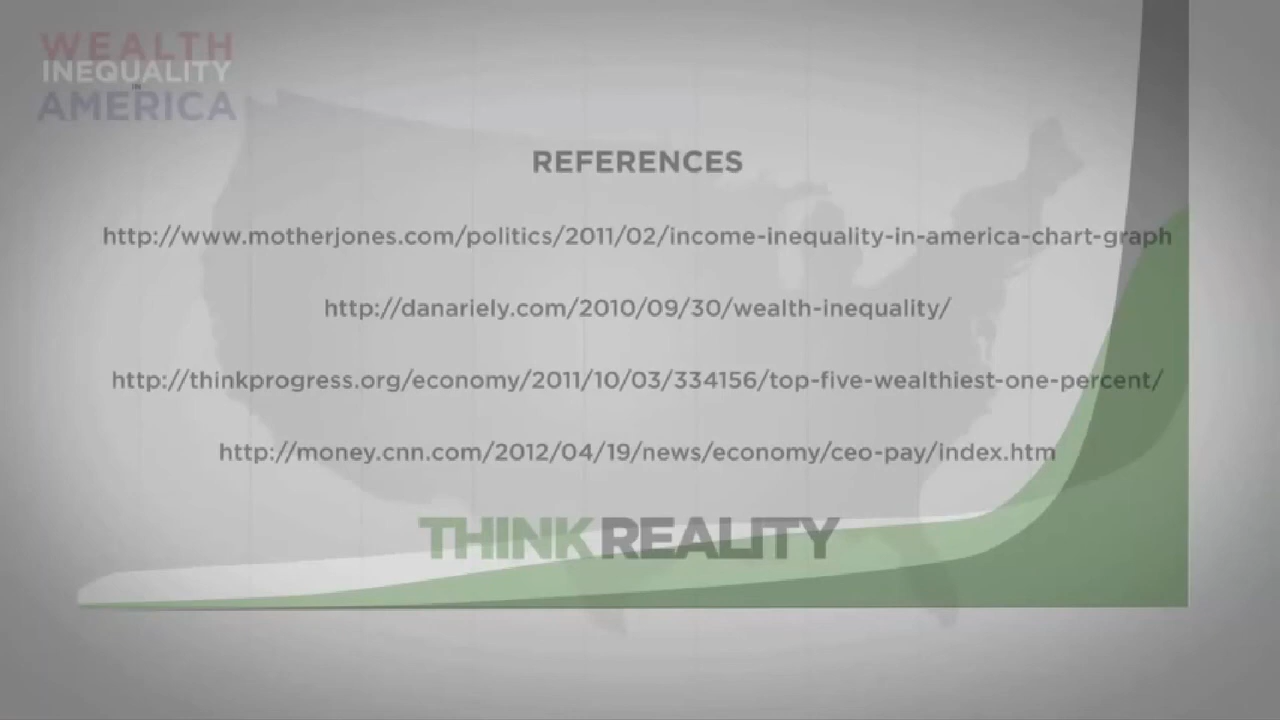 WEALTH
INEQUALITY
IN
AMERICA
REFERENCES
http://www.motherjones.com/politics/2011/02/income-inequality-in-america-chart-graph
http://danariely.com/2010/09/30/wealth-inequality/
http://thinkprogress.org/economy/2011/10/03/334156/top-five-wealthiest-one-percent/
http://money.cnn.com/2012/04/19/news/economy/ceo-pay/index.htm
THINKREALITY